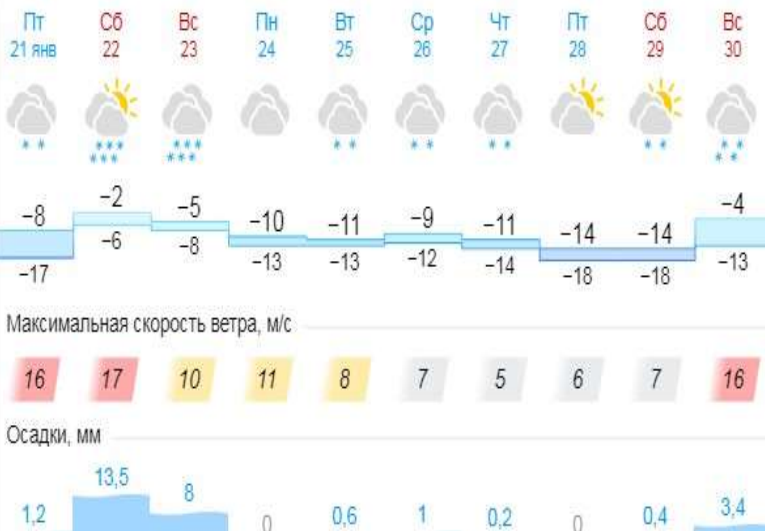 Пт Сб Вс Пн Вт Ср Чт Пт Сб Вс
21 янв 22 23 24 25 26 27 28 29 30
−8 −2 −5 −10 −11 −9 −11 −14 −14 −4
−17 −6 −8 −13 −13 −12 −14 −18 −18 −13
Максимальная скорость ветра, м/с
16 17 10 11 8 7 5 6 7 16
Осадки, мм
1,2 13,5 8 0 0,6 1 0,2 0 0,4 3,4